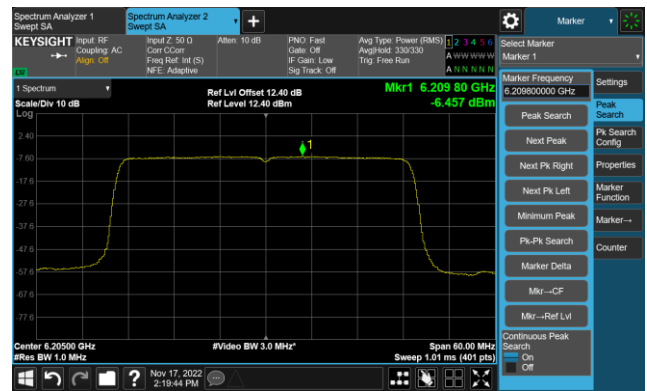 Spectrum Analyzer 1
Swept SA
Spectrum Analyzer 2
Swept SA
+
Marker
KEYSIGHT
Input: RF
Coupling: AC
Align: Off
Input Z: 50 Ω
Corr CCorr
Freq Ref: Int (S)
NFE: Adaptive
Atten: 10 dB
PNO: Fast
Gate: Off
IF Gain: Low
Sig Track: Off
Avg Type: Power (RMS)
Avg|Hold: 330/330
Trig: Free Run
1 2 3 4 5 6
A W W W W W
A N N N N N
Select Marker
Marker 1
1 Spectrum
Scale/Div 10 dB
Log
Ref Lvl Offset 12.40 dB
Ref Level 12.40 dBm
Mkr1 6.209 80 GHz
-6.457 dBm
2.40
-7.60
-17.6
-27.6
-37.6
-47.6
-57.6
-67.6
-77.6
1
Center 6.20500 GHz
#Res BW 1.0 MHz
#Video BW 3.0 MHz*
Span 60.00 MHz
Sweep 1.01 ms (401 pts)
Marker Frequency
6.209800000 GHz
Peak Search
Next Peak
Next Pk Right
Next Pk Left
Minimum Peak
Pk-Pk Search
Marker Delta
Mkr→CF
Mkr→Ref Lvl
Continuous Peak
Search
On
Off
Settings
Peak
Search
Pk Search
Config
Properties
Marker
Function
Marker→
Counter
?
Nov 17, 2022
2:19:44 PM